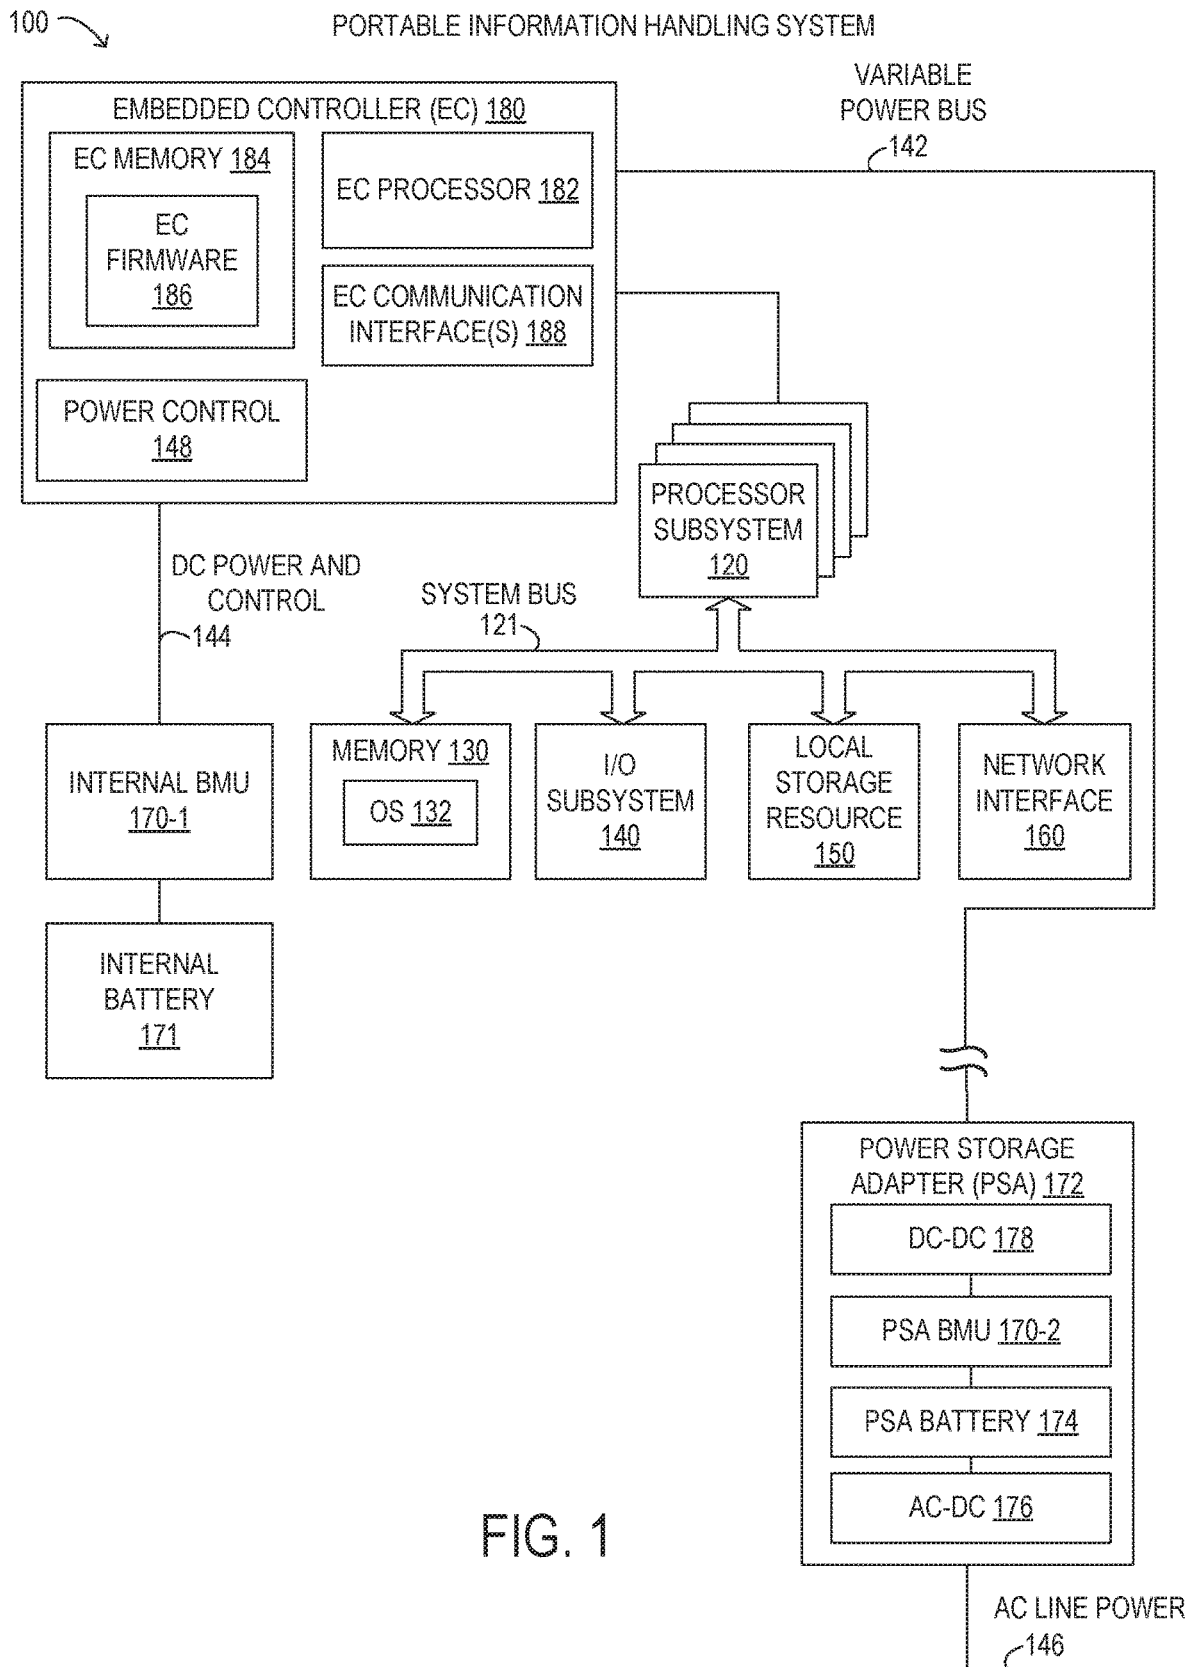 100
PORTABLE INFORMATION HANDLING SYSTEM
VARIABLE
POWER BUS
142
EMBEDDED CONTROLLER (EC) 180
EC MEMORY 184
EC
FIRMWARE
186
EC PROCESSOR 182
EC COMMUNICATION
INTERFACE(S) 188
POWER CONTROL
148
PROCESSOR
SUBSYSTEM
120
DC POWER AND
CONTROL
144
SYSTEM BUS
121
INTERNAL BMU
170-1
MEMORY 130
OS 132
I/O
SUBSYSTEM
140
LOCAL
STORAGE
RESOURCE
150
NETWORK
INTERFACE
160
INTERNAL
BATTERY
171
POWER STORAGE
ADAPTER (PSA) 172
DC-DC 178
PSA BMU 170-2
PSA BATTERY 174
AC-DC 176
FIG. 1
AC LINE POWER
146